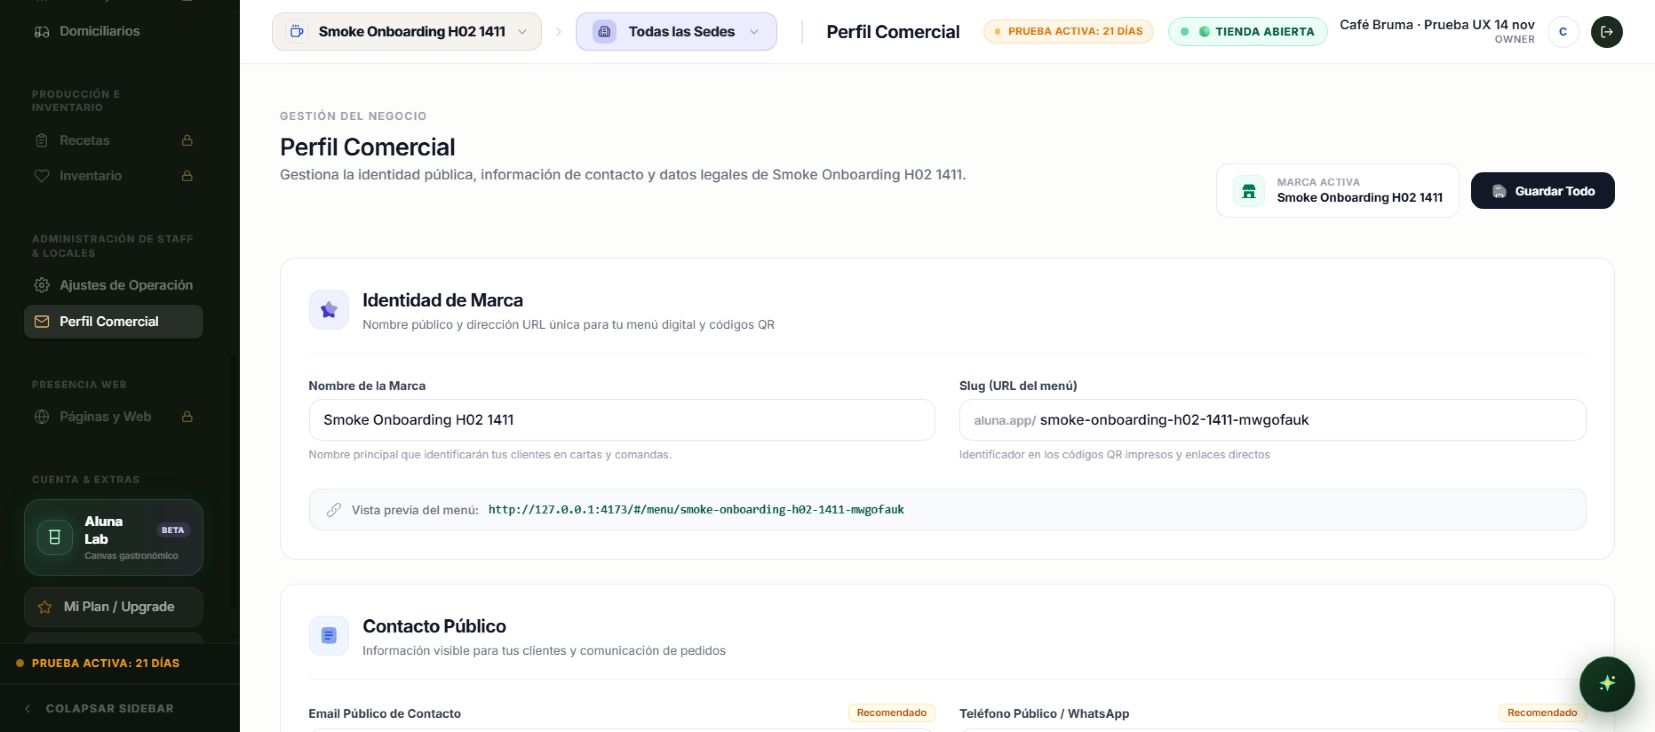 Domiciliarios
PRODUCCIÓN E
INVENTARIO
Recetas
Inventario
ADMINISTRACIÓN DE STAFF
& LOCALES
Ajustes de Operación
Perfil Comercial
PRESENCIA WEB
Páginas y Web
CUENTA & EXTRAS
Aluna
Lab
BETA
Canvas gastronómico
Mi Plan / Upgrade
PRUEBA ACTIVA: 21 DÍAS
COLAPSAR SIDEBAR
Smoke Onboarding H02 1411
Todas las Sedes
Perfil Comercial
PRUEBA ACTIVA: 21 DÍAS
TIENDA ABIERTA
Café Bruma · Prueba UX 14 nov
OWNER
C
GESTIÓN DEL NEGOCIO
Perfil Comercial
Gestiona la identidad pública, información de contacto y datos legales de Smoke Onboarding H02 1411.
MARCA ACTIVA
Smoke Onboarding H02 1411
Guardar Todo
Identidad de Marca
Nombre público y dirección URL única para tu menú digital y códigos QR
Nombre de la Marca
Smoke Onboarding H02 1411
Nombre principal que identificarán tus clientes en cartas y comandas.
Slug (URL del menú)
aluna.app/ smoke-onboarding-h02-1411-mwgofauk
Identificador en los códigos QR impresos y enlaces directos
Vista previa del menú: http://127.0.0.1:4173/#/menu/smoke-onboarding-h02-1411-mwgofauk
Contacto Público
Información visible para tus clientes y comunicación de pedidos
Email Público de Contacto
Recomendado
Teléfono Público / WhatsApp
Recomendado